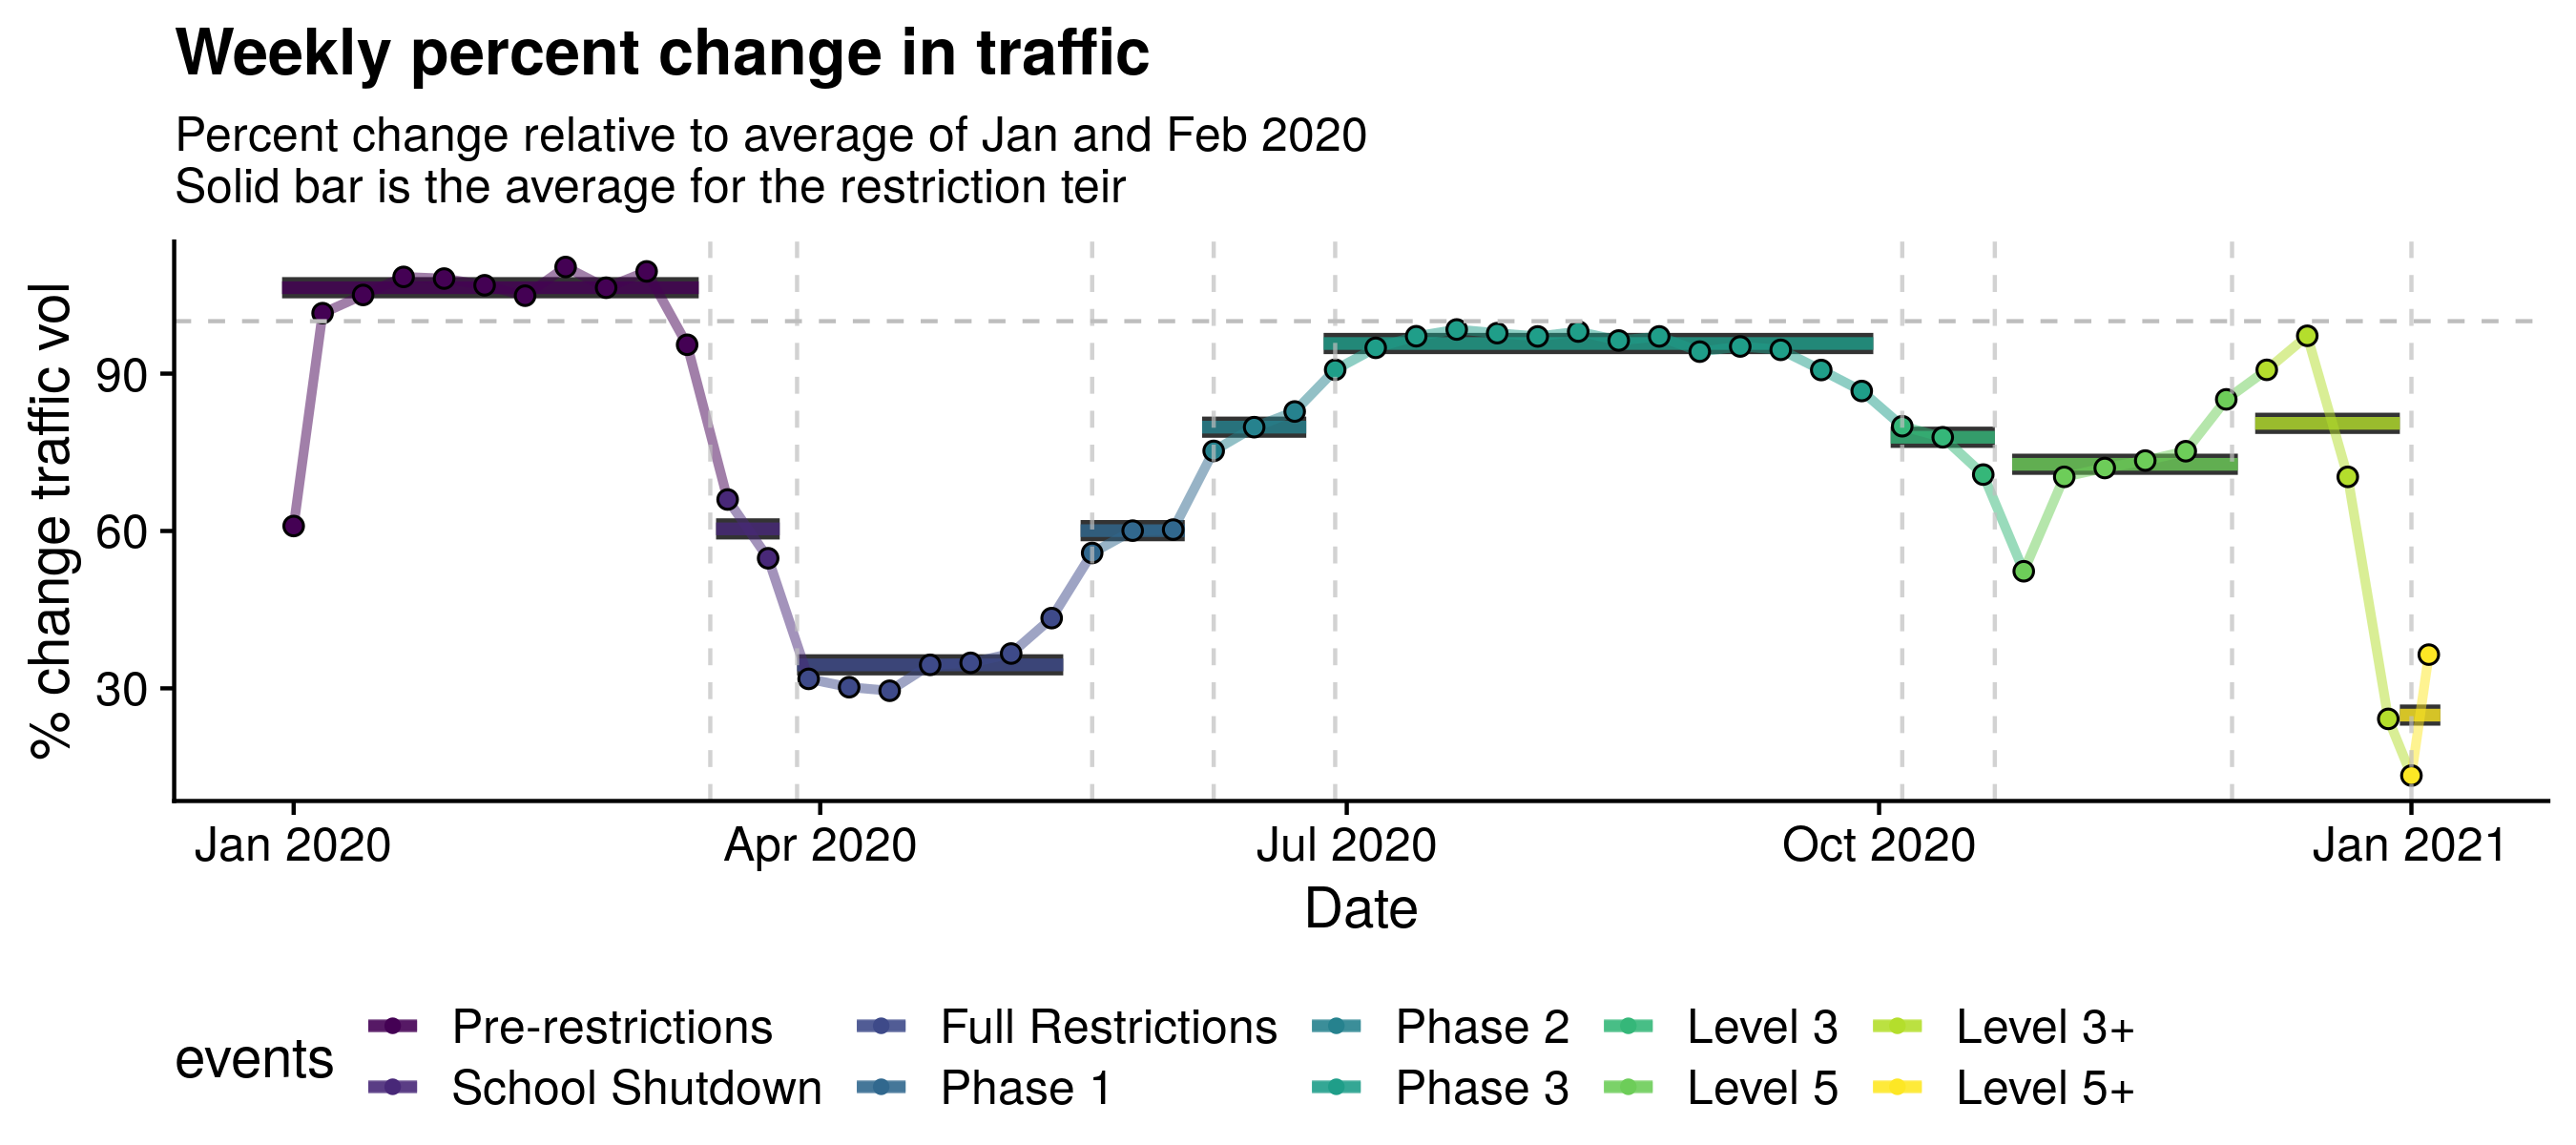 Weekly percent change in traffic
Percent change relative to average of Jan and Feb 2020
Solid bar is the average for the restriction teir
% change traffic vol
90
60
30
Jan 2020
Apr 2020
Jul 2020
Oct 2020
Jan 2021
Date
events
Pre-restrictions
School Shutdown
Full Restrictions
Phase 1
Phase 2
Phase 3
Level 3
Level 5
Level 3+
Level 5+